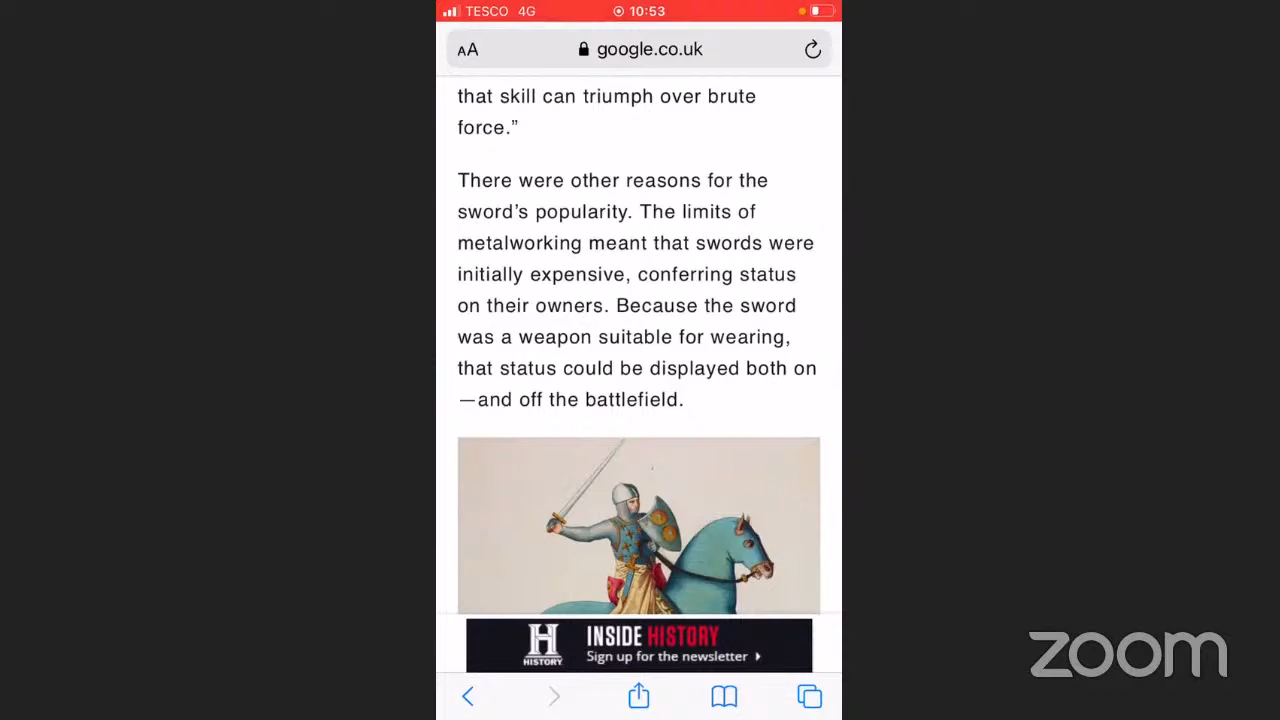 TESCO 4G 10:53
AA google.co.uk
that skill can triumph over brute
force.”
There were other reasons for the
sword’s popularity. The limits of
metalworking meant that swords were
initially expensive, conferring status
on their owners. Because the sword
was a weapon suitable for wearing,
that status could be displayed both on
—and off the battlefield.
H
HISTORY
INSIDE HISTORY
Sign up for the newsletter
zoom